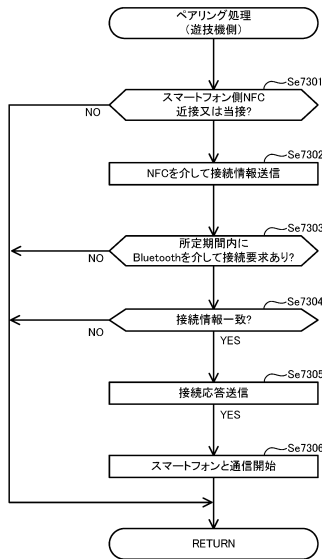 ペアリング処理
(遊技機側)
Se7301
スマートフォン側NFC
近接又は当接?
NO
Se7302
NFCを介して接続情報送信
Se7303
所定期間内に
Bluetoothを介して接続要求あり?
NO
Se7304
接続情報一致?
NO
YES
Se7305
接続応答送信
YES
Se7306
スマートフォンと通信開始
RETURN